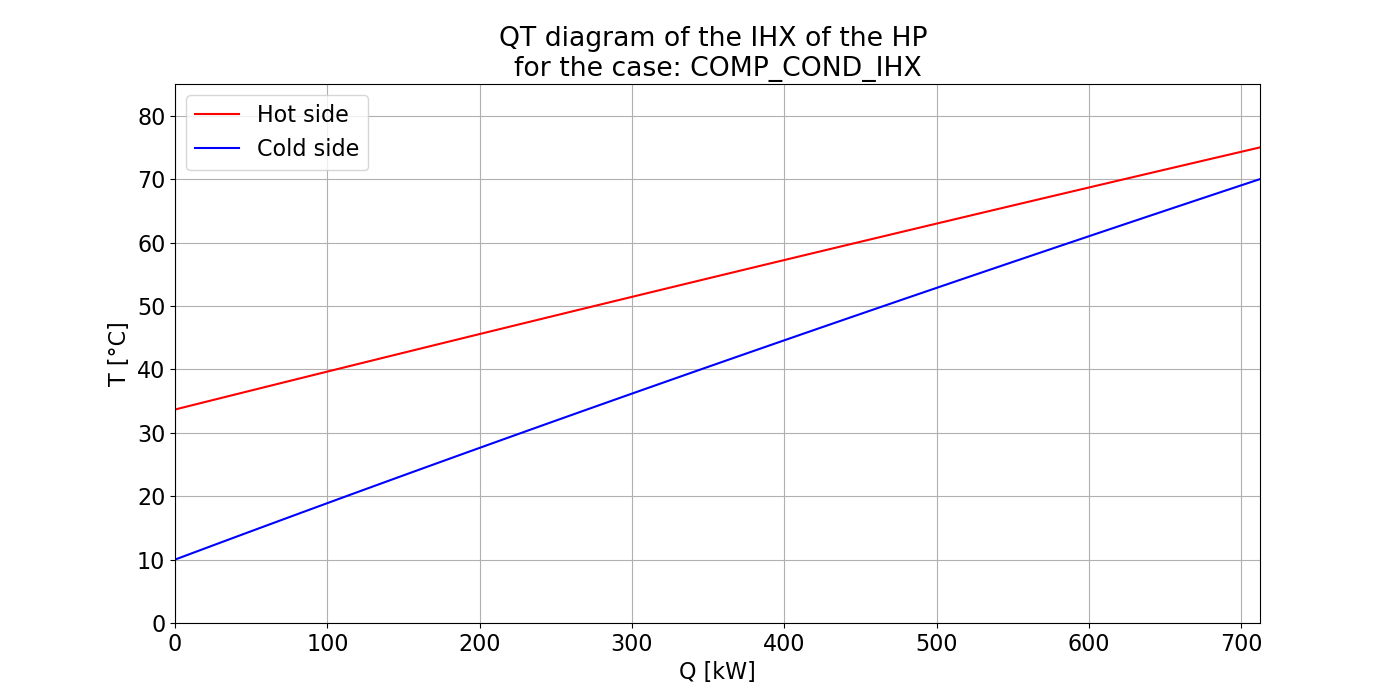 QT diagram of the IHX of the HP
for the case: COMP_COND_IHX
Hot side
Cold side
T [°C]
80
70
60
50
40
30
20
10
0
0 100 200 300 400 500 600 700
Q [kW]